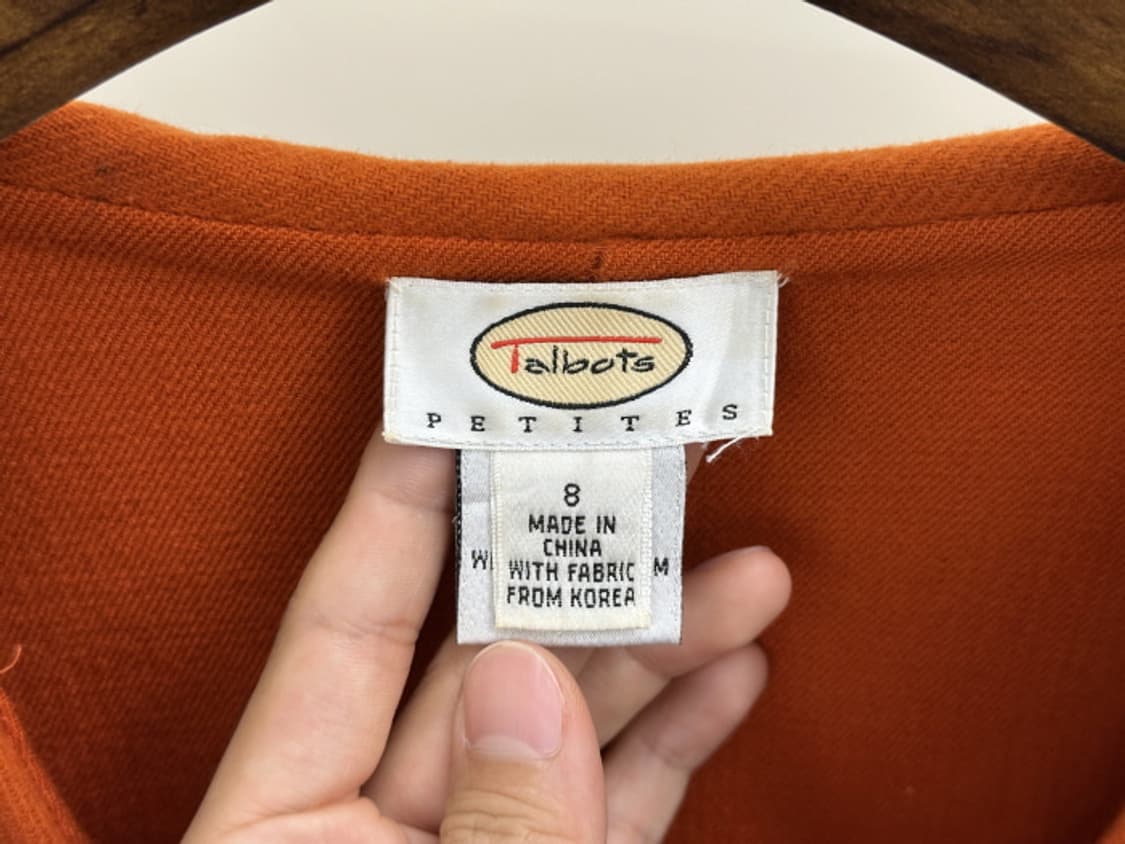 Talbots
PETITES
8
MADE IN
CHINA
WITH FABRIC
FROM KOREA